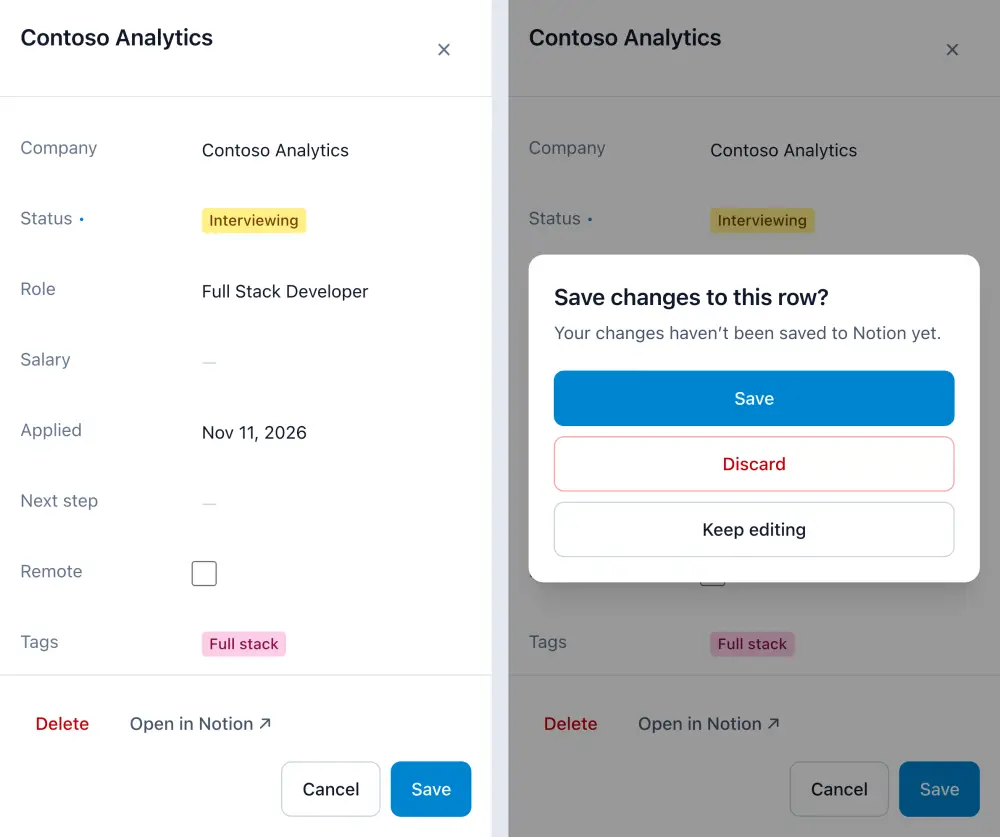 Contoso Analytics
×
Company
Contoso Analytics
Status •
Interviewing
Role
Full Stack Developer
Salary
—
Applied
Nov 11, 2026
Next step
—
Remote
Tags
Full stack
Delete
Open in Notion ↗
Cancel
Save
Contoso Analytics
×
Company
Contoso Analytics
Status •
Interviewing
Save changes to this row?
Your changes haven’t been saved to Notion yet.
Save
Discard
Keep editing
Tags
Full stack
Delete
Open in Notion ↗
Cancel
Save